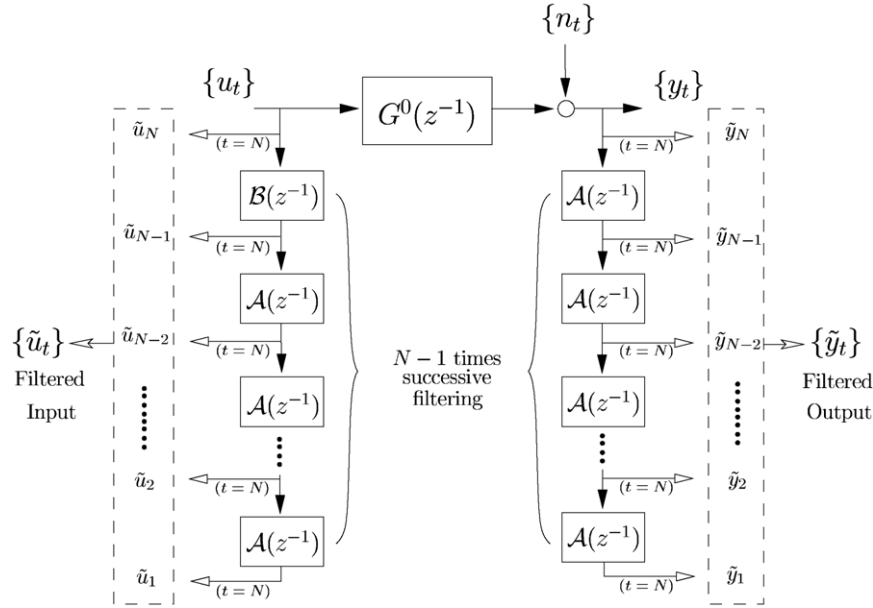 {n_t}
{u_t}
G^0(z^{-1})
{y_t}
ũ_N
(t = N)
(t = N)
ỹ_N
B(z^{-1})
A(z^{-1})
ũ_{N−1}
(t = N)
(t = N)
ỹ_{N−1}
A(z^{-1})
A(z^{-1})
{ũ_t}
ũ_{N−2}
(t = N)
(t = N)
ỹ_{N−2}
{ỹ_t}
Filtered
Input
N − 1 times
successive
filtering
Filtered
Output
A(z^{-1})
A(z^{-1})
ũ_2
(t = N)
(t = N)
ỹ_2
A(z^{-1})
A(z^{-1})
ũ_1
(t = N)
(t = N)
ỹ_1